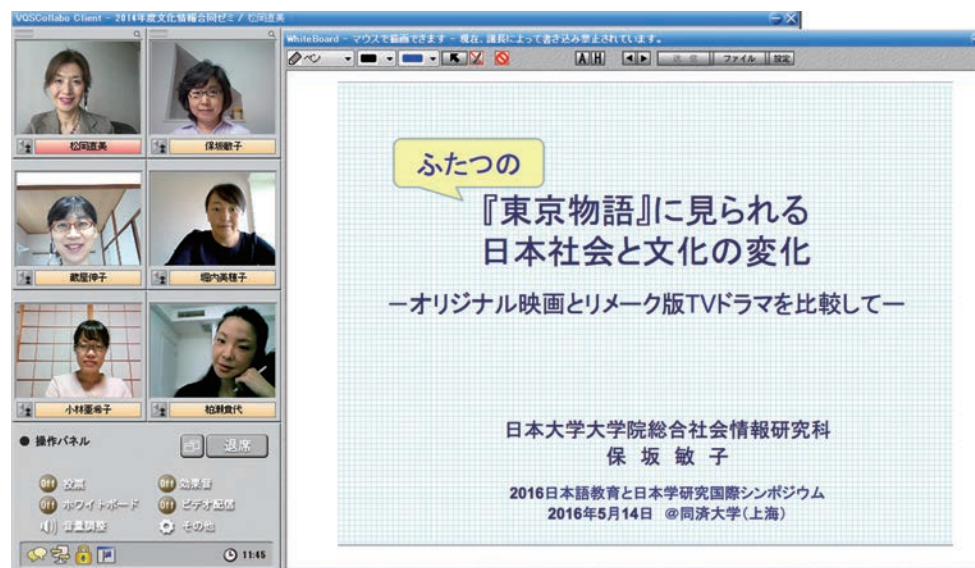 VQSCollabo Client - 2014年度文化情報合同ゼミ / 松岡直美
松岡直美
保坂敏子
蔵屋伸子
堀内美穂子
小林亜希子
柏瀬貴代
● 操作パネル
退席
Off 投票
Off 効果音
Off ホワイトボード
Off ビデオ配信
音量調整
その他
11:45
WhiteBoard - マウスで描画できます - 現在、議長によって書き込み禁止されています。
ペン
A H
送信
ファイル
設定
ふたつの
『東京物語』に見られる
日本社会と文化の変化
－オリジナル映画とリメーク版TVドラマを比較して－
日本大学大学院総合社会情報研究科
保 坂 敏 子
2016日本語教育と日本学研究国際シンポジウム
2016年5月14日 @同済大学（上海）